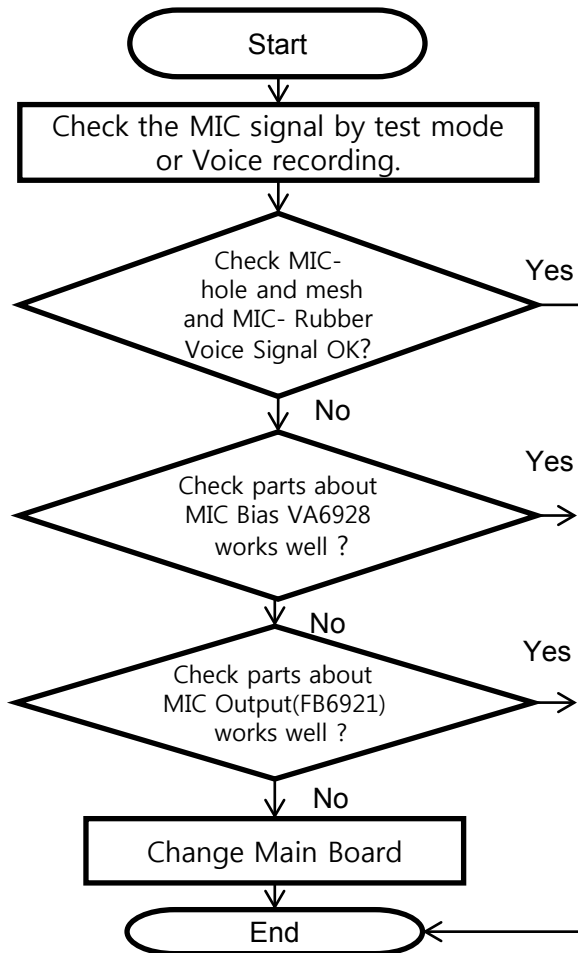 Start
Check the MIC signal by test mode
or Voice recording.
Check MIC-
hole and mesh
and MIC- Rubber
Voice Signal OK?
Yes
No
Check parts about
MIC Bias VA6928
works well ?
Yes
No
Check parts about
MIC Output(FB6921)
works well ?
Yes
No
Change Main Board
End